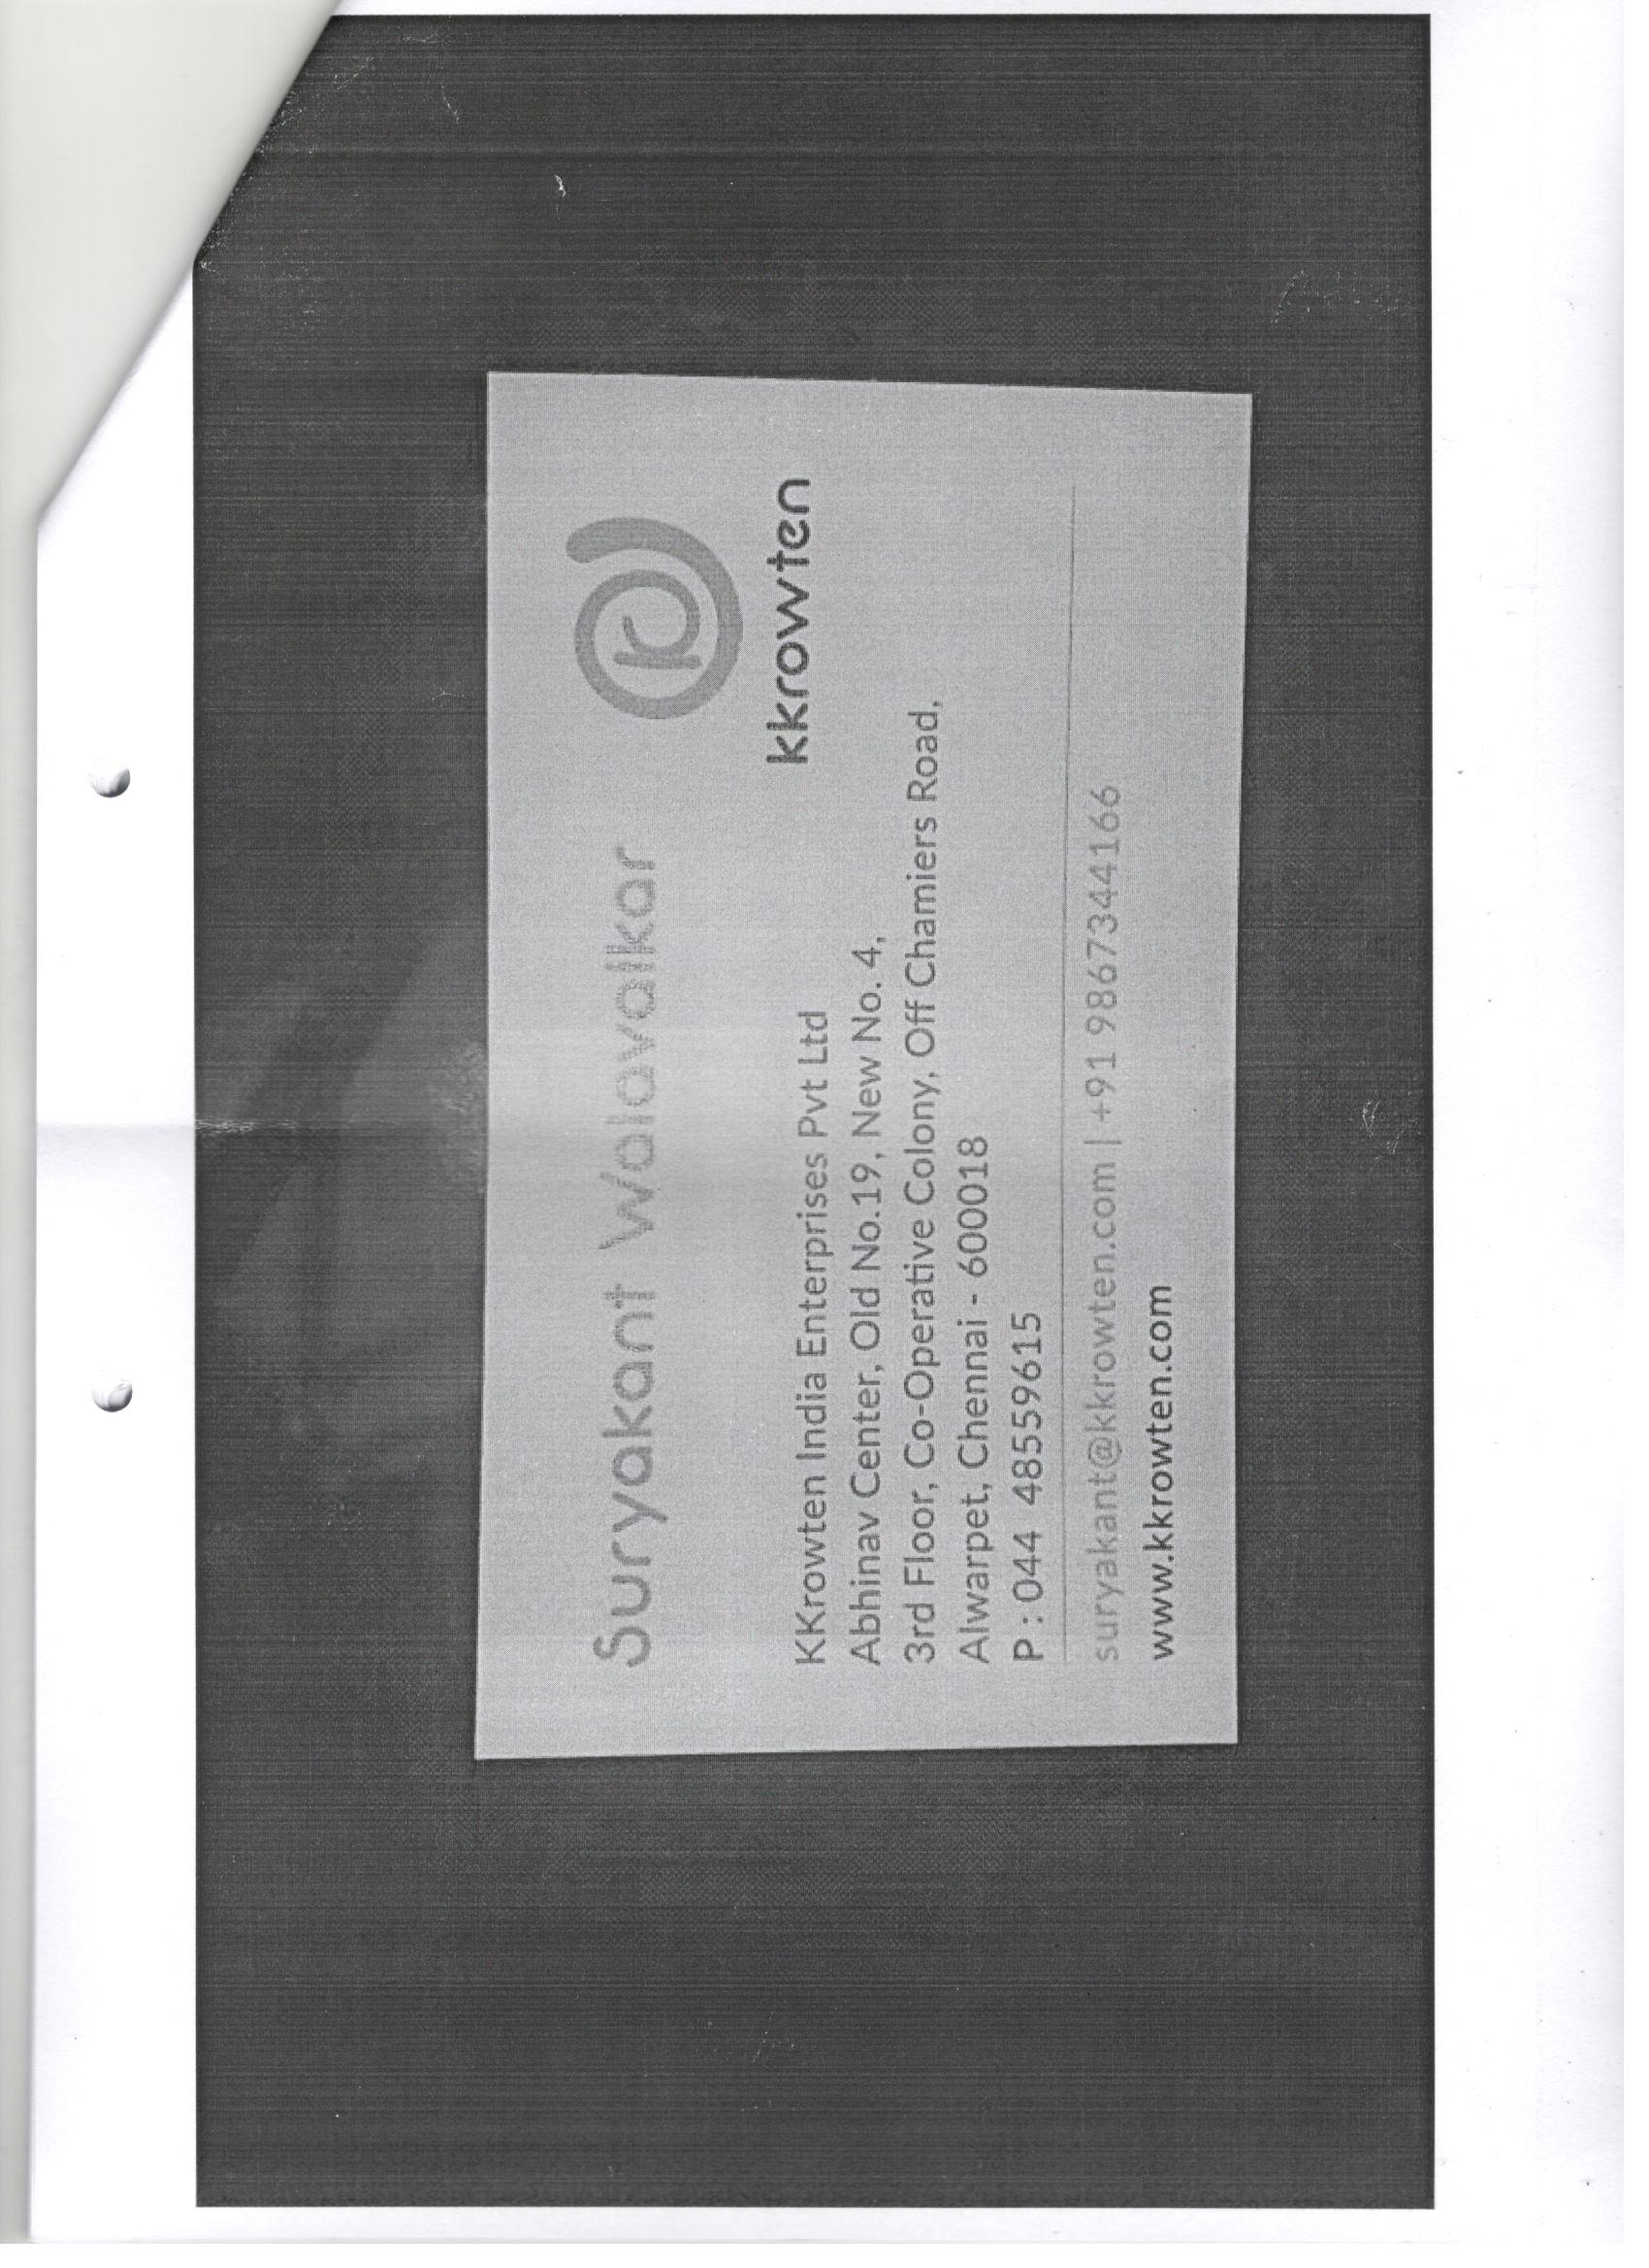 Suryakant Walavalkar
kkrowten
KKrowten India Enterprises Pvt Ltd
Abhinav Center, Old No.19, New No. 4,
3rd Floor, Co-Operative Colony, Off Chamiers Road,
Alwarpet, Chennai - 600018
P : 044 48559615
suryakant@kkrowten.com | +91 9867344166
www.kkrowten.com